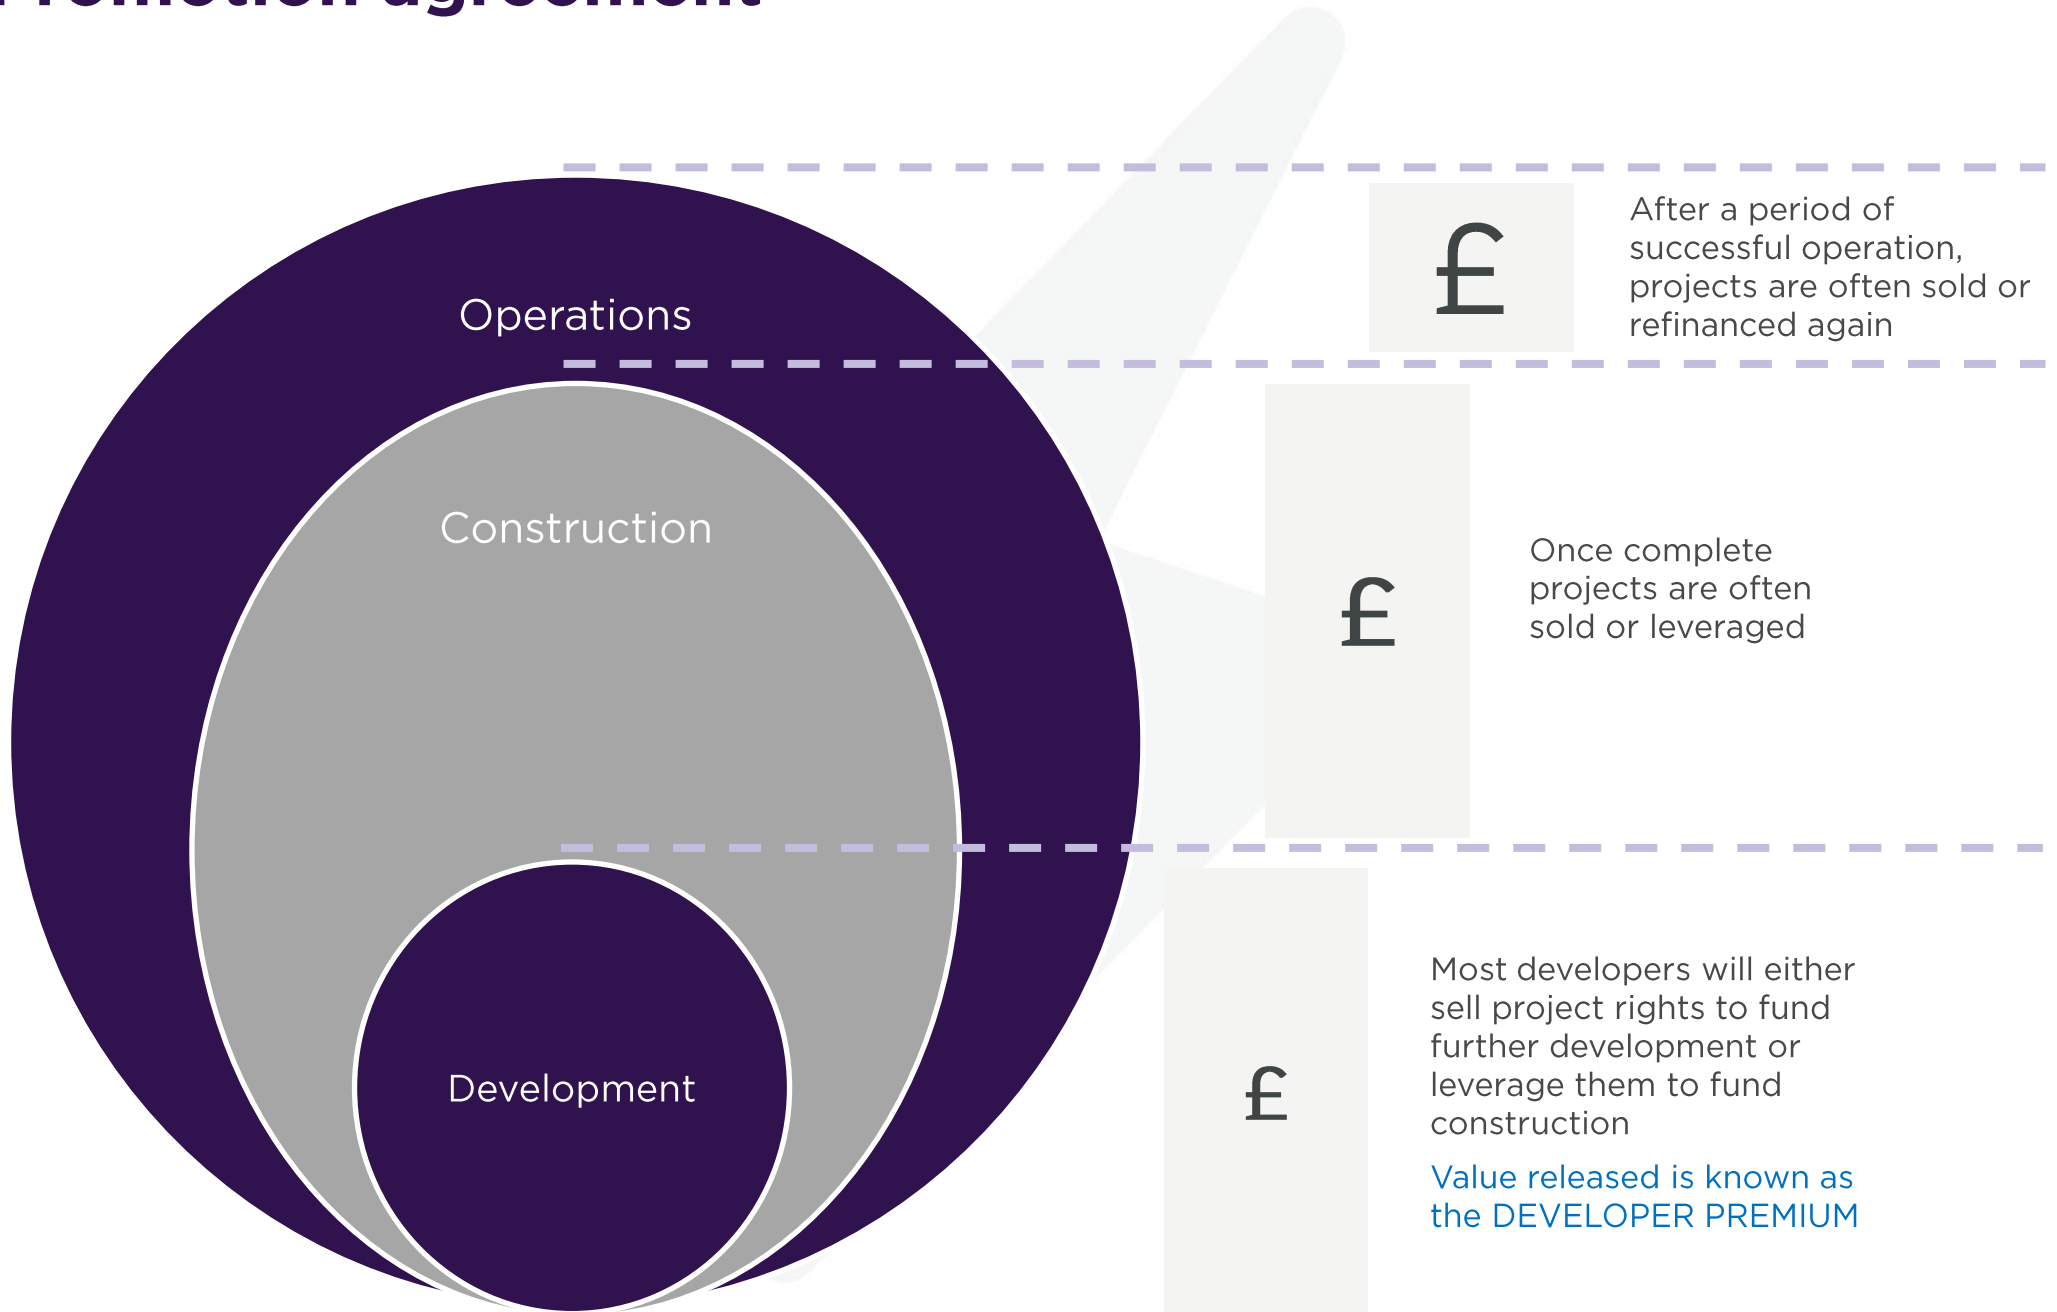 Promotion agreement
Operations
£
After a period of
successful operation,
projects are often sold or
refinanced again
Construction
£
Once complete
projects are often
sold or leveraged
Development
£
Most developers will either
sell project rights to fund
further development or
leverage them to fund
construction
Value released is known as
the DEVELOPER PREMIUM